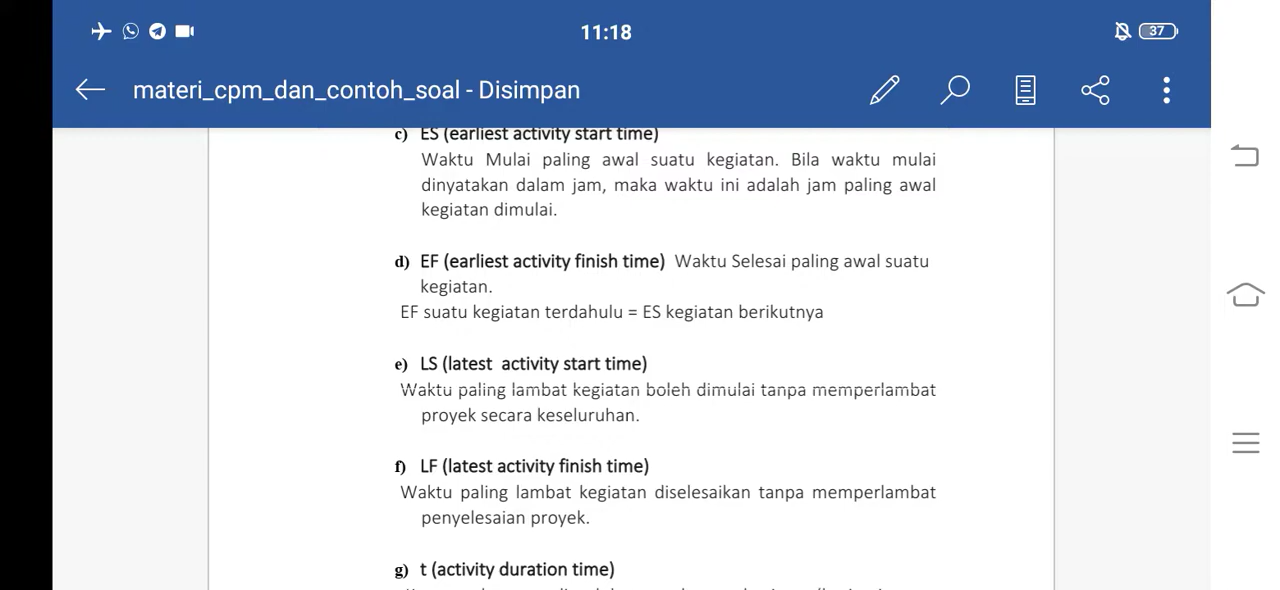 11:18
37
materi_cpm_dan_contoh_soal - Disimpan
c) ES (earliest activity start time)
Waktu Mulai paling awal suatu kegiatan. Bila waktu mulai
dinyatakan dalam jam, maka waktu ini adalah jam paling awal
kegiatan dimulai.
d) EF (earliest activity finish time) Waktu Selesai paling awal suatu
kegiatan.
EF suatu kegiatan terdahulu = ES kegiatan berikutnya
e) LS (latest activity start time)
Waktu paling lambat kegiatan boleh dimulai tanpa memperlambat
proyek secara keseluruhan.
f) LF (latest activity finish time)
Waktu paling lambat kegiatan diselesaikan tanpa memperlambat
penyelesaian proyek.
g) t (activity duration time)